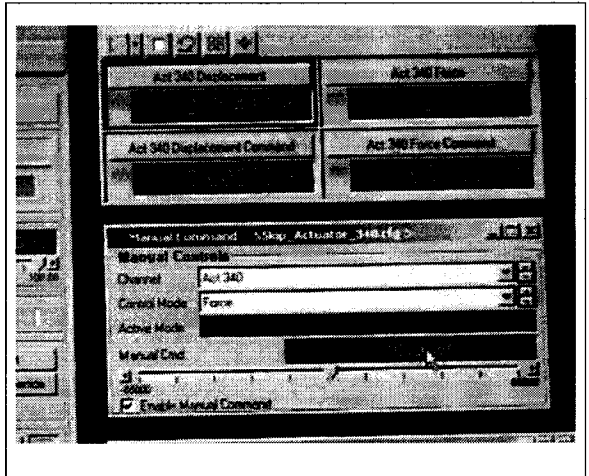 Act 340 Displacement
Act 340 Force
Act 340 Displacement Command
Act 340 Force Command
Manual Command
Manual Controls
Channel
Act 340
Control Mode
Force
Active Mode
Manual Cmd
Enable Manual Command